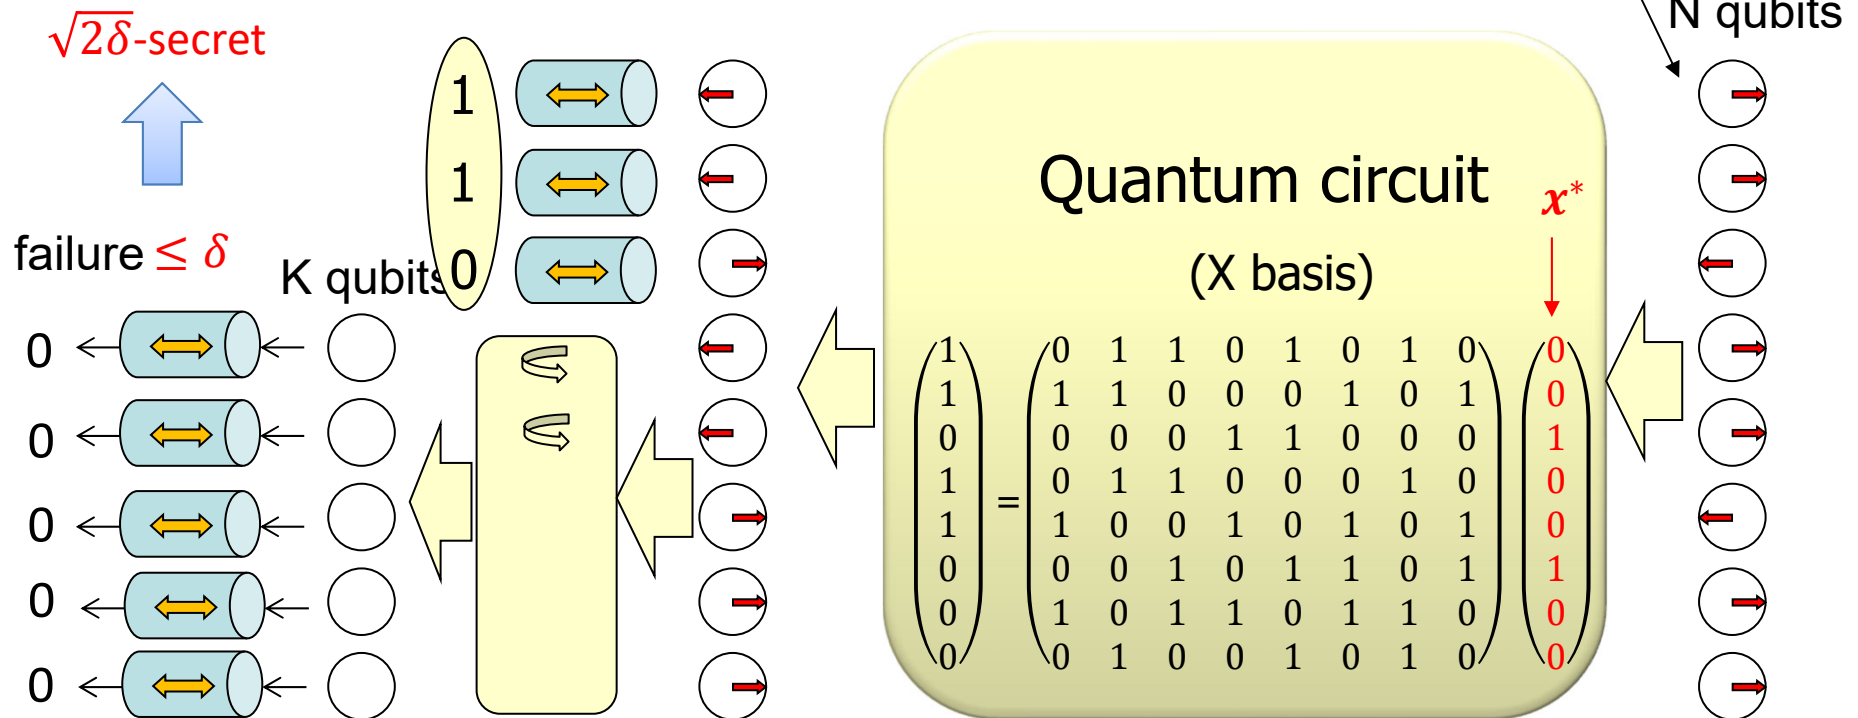 √2δ-secret
failure ≤ δ
K qubits
1
1
0
0
0
0
0
0
Quantum circuit
(X basis)
x*
N qubits
1 0 1 1 0 1 0 1 0 0
1 1 1 0 0 0 1 0 1 0
0 0 0 0 1 1 0 0 0 1
1 0 1 1 0 0 0 1 0 0
1 = 1 0 0 1 0 1 0 1 0
0 0 0 1 0 1 1 0 1 1
0 1 0 1 1 0 1 1 0 0
0 0 1 0 0 1 0 1 0 0